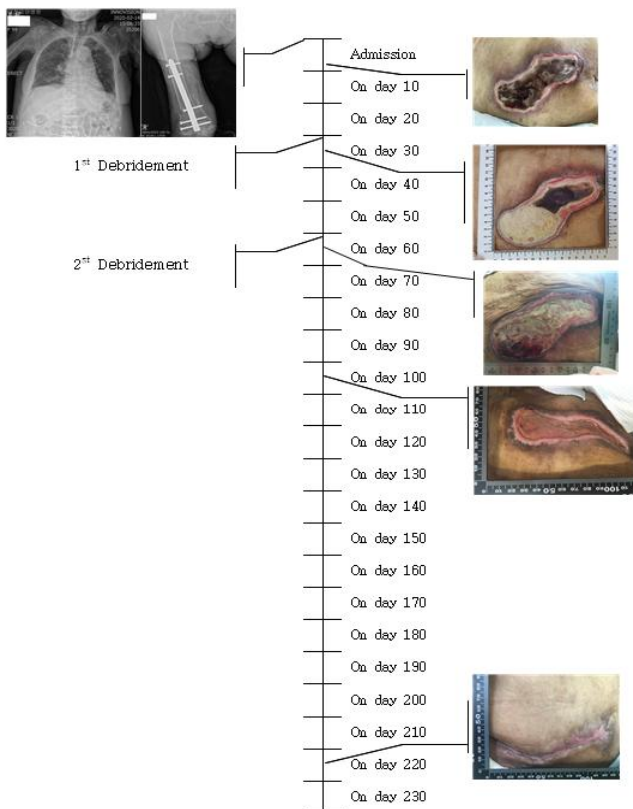 Admission
On day 10
On day 20
On day 30
1st Debridement
On day 40
On day 50
On day 60
2nd Debridement
On day 70
On day 80
On day 90
On day 100
On day 110
On day 120
On day 130
On day 140
On day 150
On day 160
On day 170
On day 180
On day 190
On day 200
On day 210
On day 220
On day 230